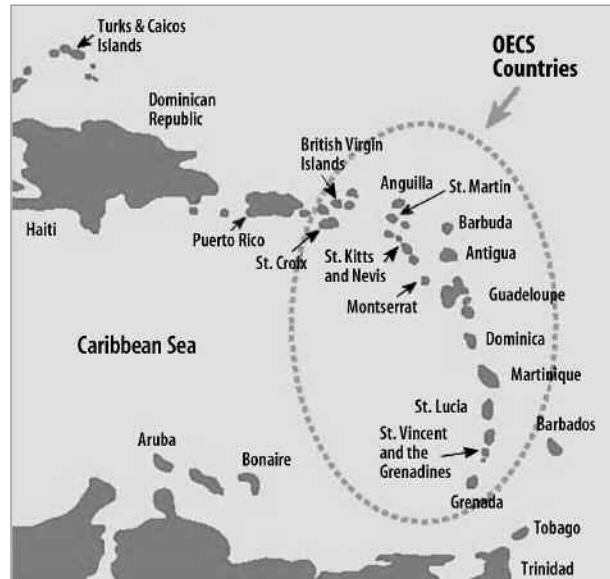 Turks & Caicos
Islands
OECS
Countries
Dominican
Republic
British Virgin
Islands
Anguilla
St. Martin
Haiti
Puerto Rico
St. Croix
St. Kitts
and Nevis
Barbuda
Antigua
Montserrat
Guadeloupe
Dominica
Caribbean Sea
Martinique
St. Lucia
Barbados
St. Vincent
and the
Grenadines
Aruba
Bonaire
Grenada
Tobago
Trinidad